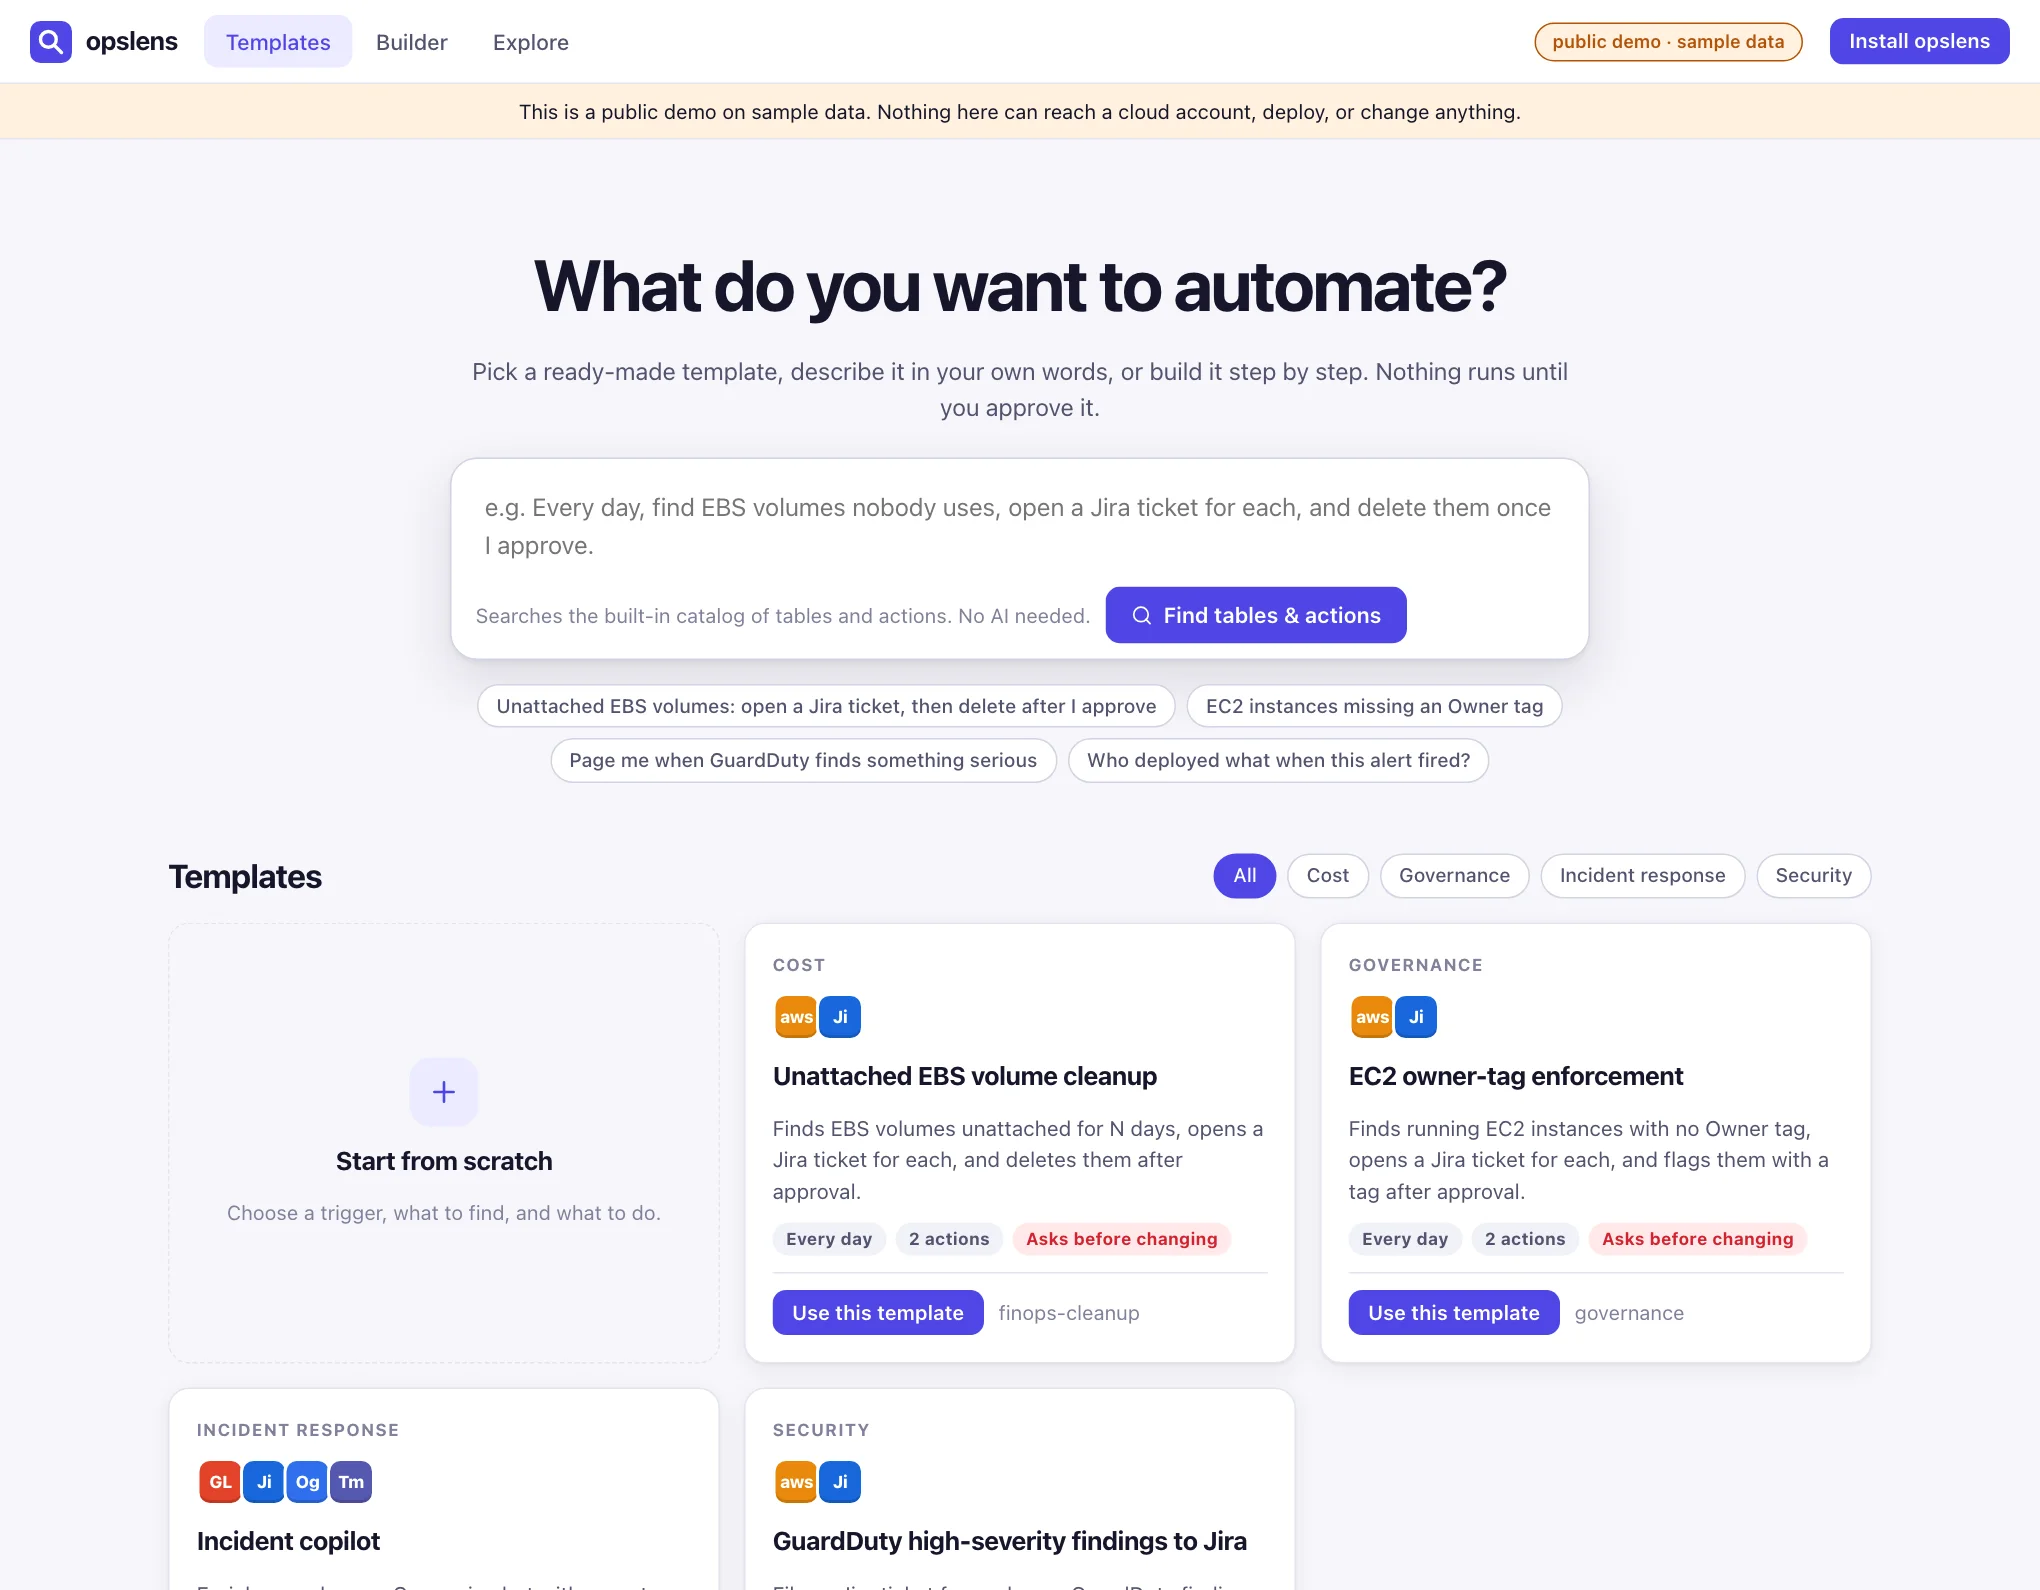 opslens
Templates
Builder
Explore
public demo · sample data
Install opslens
This is a public demo on sample data. Nothing here can reach a cloud account, deploy, or change anything.
What do you want to automate?
Pick a ready-made template, describe it in your own words, or build it step by step. Nothing runs until
you approve it.
e.g. Every day, find EBS volumes nobody uses, open a Jira ticket for each, and delete them once
I approve.
Searches the built-in catalog of tables and actions. No AI needed.
Find tables & actions
Unattached EBS volumes: open a Jira ticket, then delete after I approve
EC2 instances missing an Owner tag
Page me when GuardDuty finds something serious
Who deployed what when this alert fired?
Templates
All
Cost
Governance
Incident response
Security
Start from scratch
Choose a trigger, what to find, and what to do.
COST
aws Ji
Unattached EBS volume cleanup
Finds EBS volumes unattached for N days, opens a
Jira ticket for each, and deletes them after
approval.
Every day
2 actions
Asks before changing
Use this template
finops-cleanup
GOVERNANCE
aws Ji
EC2 owner-tag enforcement
Finds running EC2 instances with no Owner tag,
opens a Jira ticket for each, and flags them with a
tag after approval.
Every day
2 actions
Asks before changing
Use this template
governance
INCIDENT RESPONSE
GL Ji Og Tm
Incident copilot
SECURITY
aws Ji
GuardDuty high-severity findings to Jira